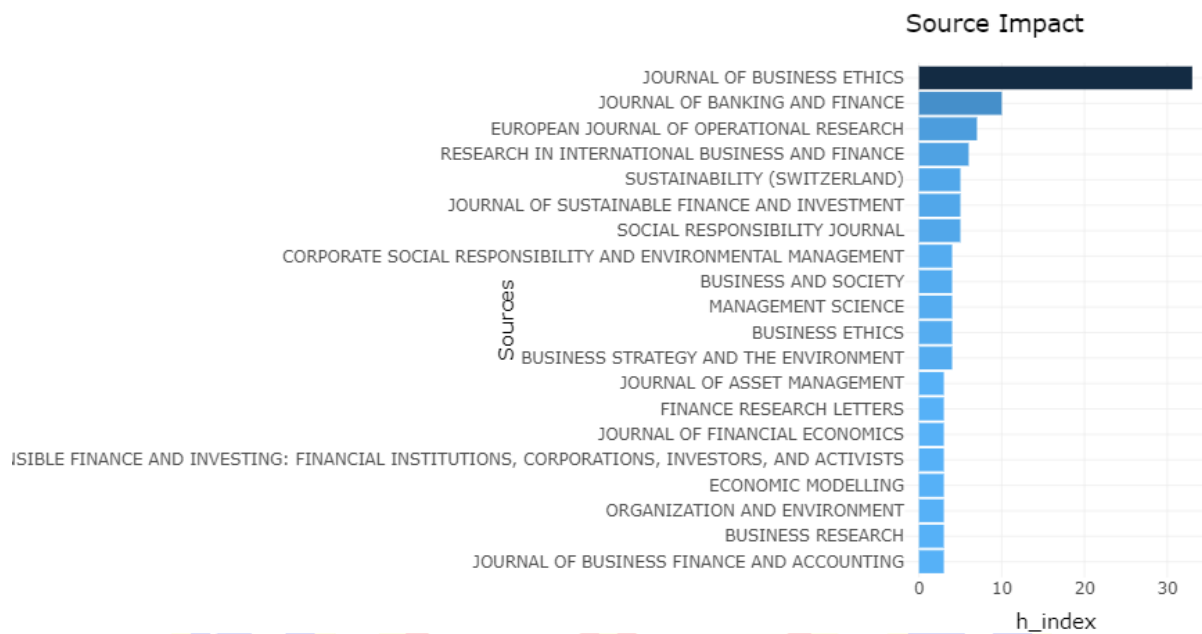 Source Impact
JOURNAL OF BUSINESS ETHICS
JOURNAL OF BANKING AND FINANCE
EUROPEAN JOURNAL OF OPERATIONAL RESEARCH
RESEARCH IN INTERNATIONAL BUSINESS AND FINANCE
SUSTAINABILITY (SWITZERLAND)
JOURNAL OF SUSTAINABLE FINANCE AND INVESTMENT
SOCIAL RESPONSIBILITY JOURNAL
CORPORATE SOCIAL RESPONSIBILITY AND ENVIRONMENTAL MANAGEMENT
BUSINESS AND SOCIETY
MANAGEMENT SCIENCE
BUSINESS ETHICS
BUSINESS STRATEGY AND THE ENVIRONMENT
JOURNAL OF ASSET MANAGEMENT
FINANCE RESEARCH LETTERS
JOURNAL OF FINANCIAL ECONOMICS
NSIBLE FINANCE AND INVESTING: FINANCIAL INSTITUTIONS, CORPORATIONS, INVESTORS, AND ACTIVISTS
ECONOMIC MODELLING
ORGANIZATION AND ENVIRONMENT
BUSINESS RESEARCH
JOURNAL OF BUSINESS FINANCE AND ACCOUNTING
Sources
0 10 20 30
h_index